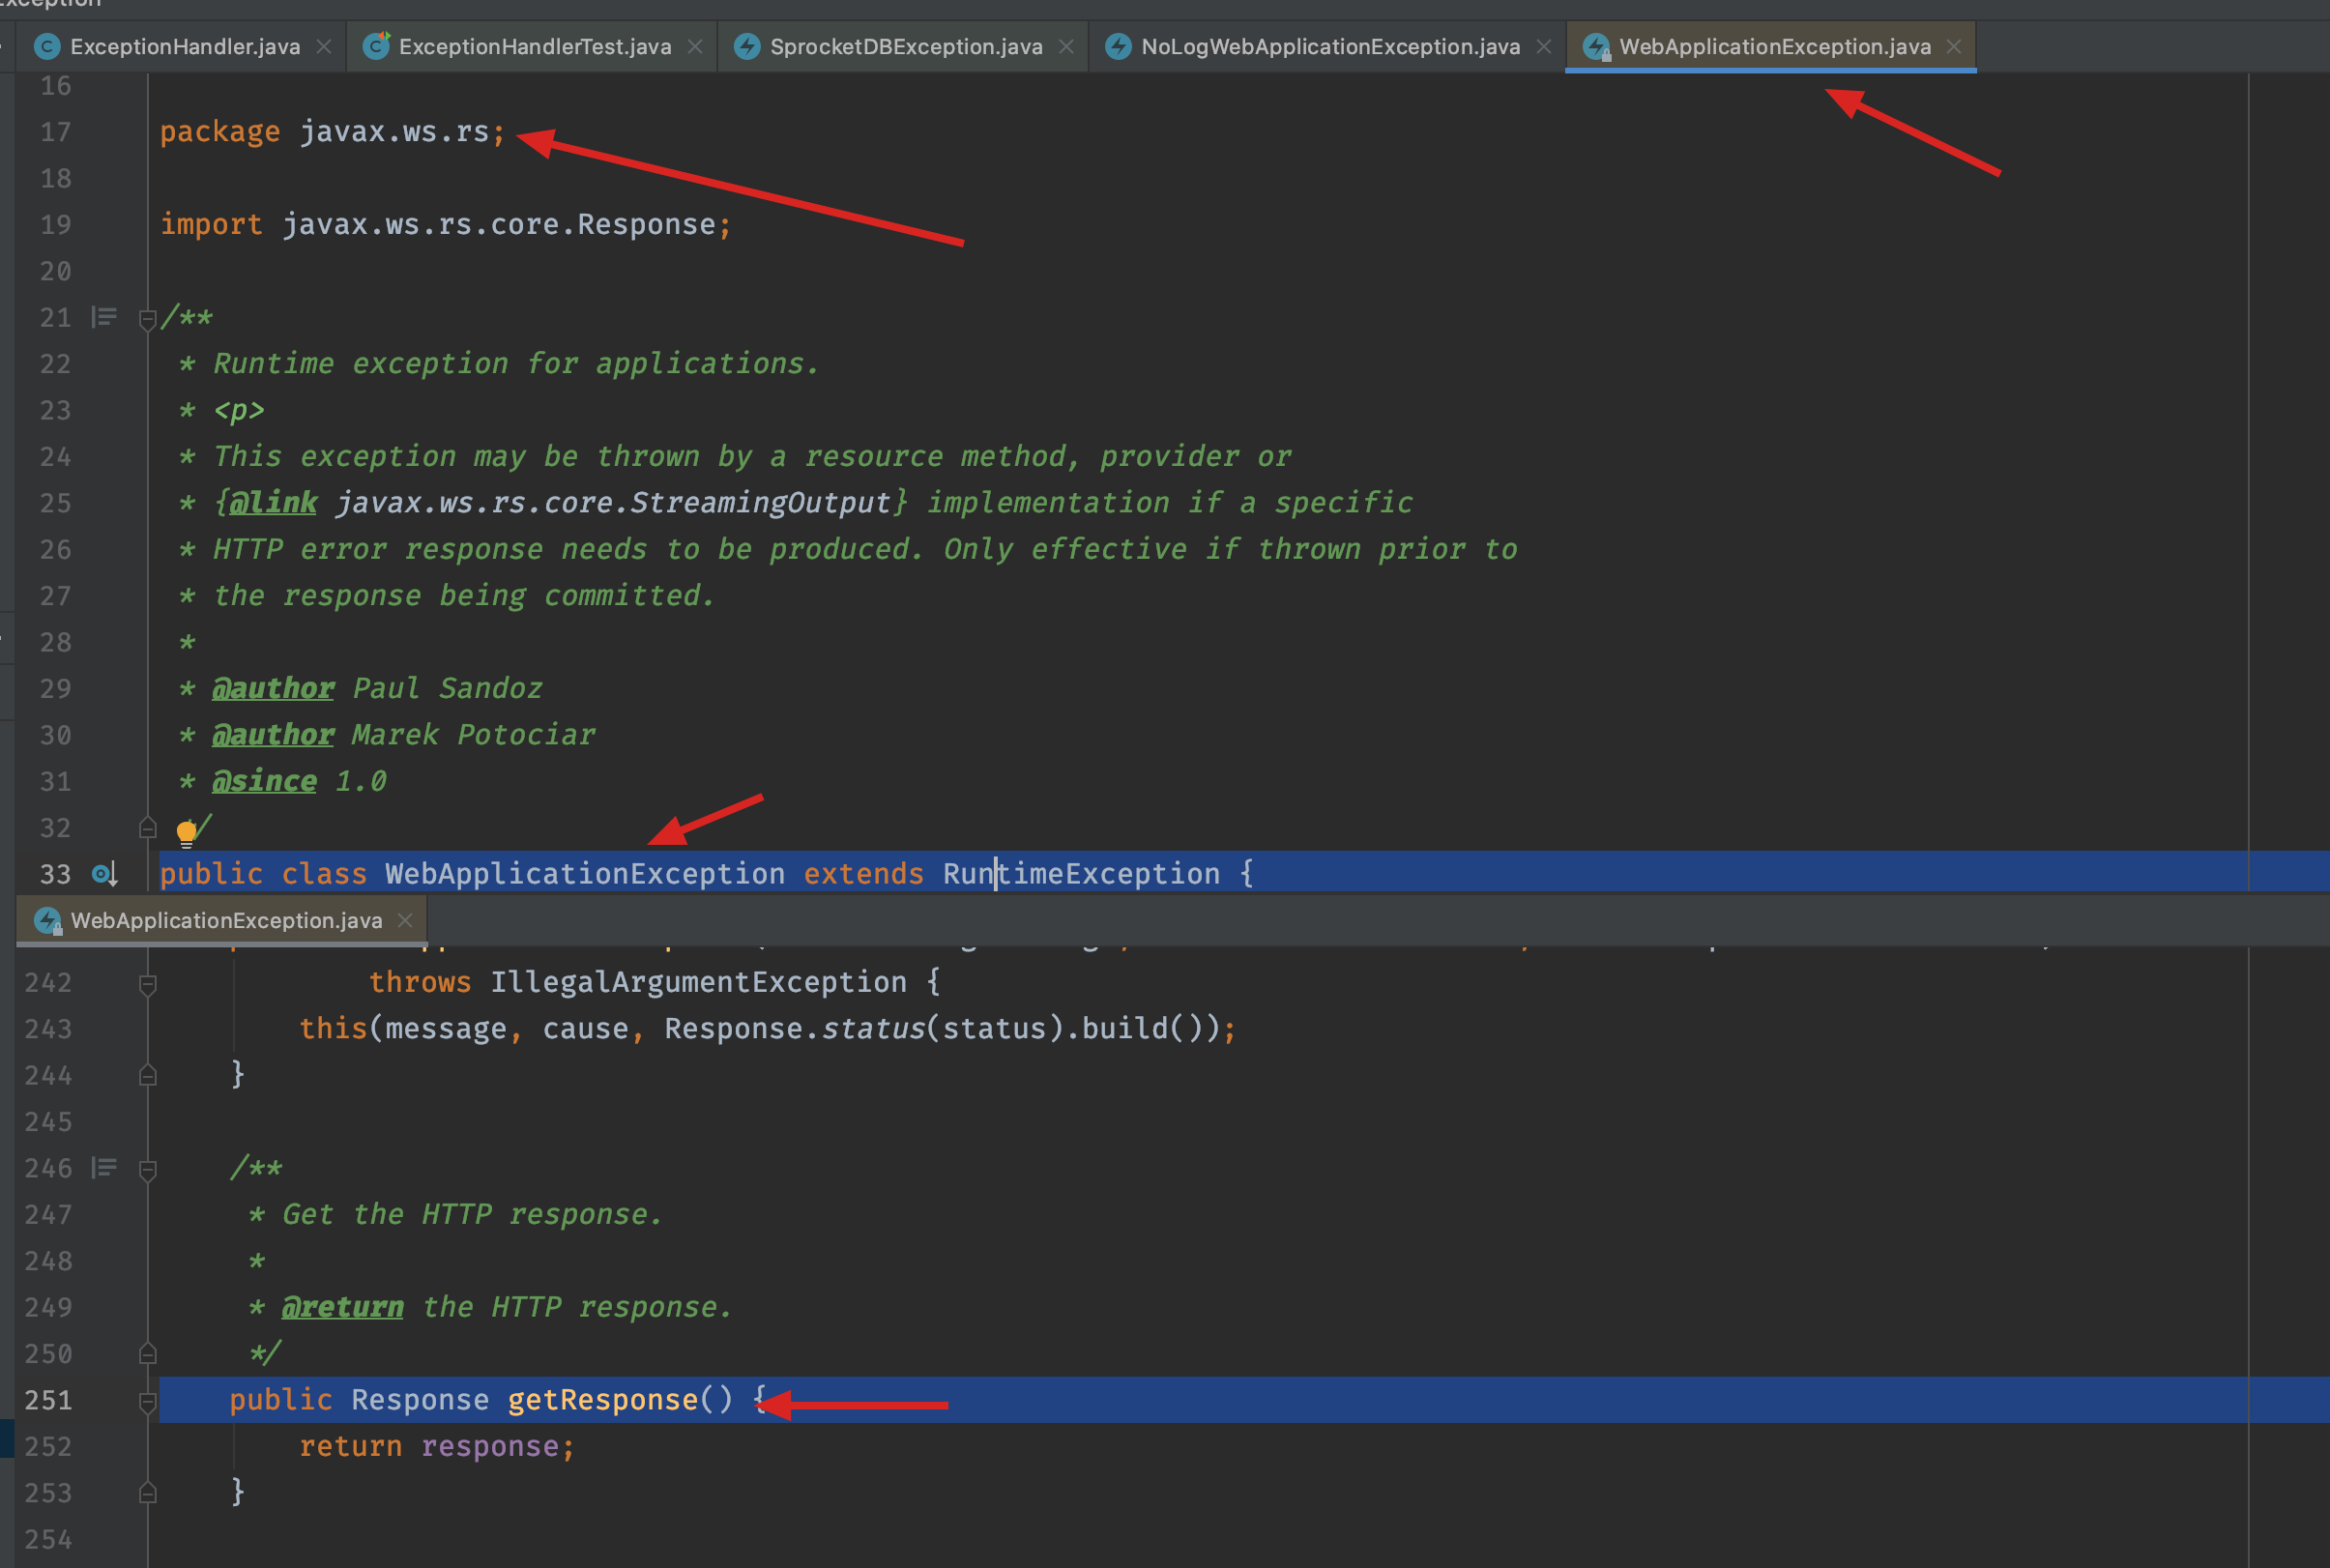 ExceptionHandler.java ExceptionHandlerTest.java SprocketDBException.java NoLogWebApplicationException.java WebApplicationException.java
16
17 package javax.ws.rs;
18
19 import javax.ws.rs.core.Response;
20
21 /**
22 * Runtime exception for applications.
23 * <p>
24 * This exception may be thrown by a resource method, provider or
25 * {@link javax.ws.rs.core.StreamingOutput} implementation if a specific
26 * HTTP error response needs to be produced. Only effective if thrown prior to
27 * the response being committed.
28 *
29 * @author Paul Sandoz
30 * @author Marek Potociar
31 * @since 1.0
32 */
33 public class WebApplicationException extends RuntimeException {
WebApplicationException.java
242 throws IllegalArgumentException {
243 this(message, cause, Response.status(status).build());
244 }
245
246 /**
247 * Get the HTTP response.
248 *
249 * @return the HTTP response.
250 */
251 public Response getResponse() {
252 return response;
253 }
254